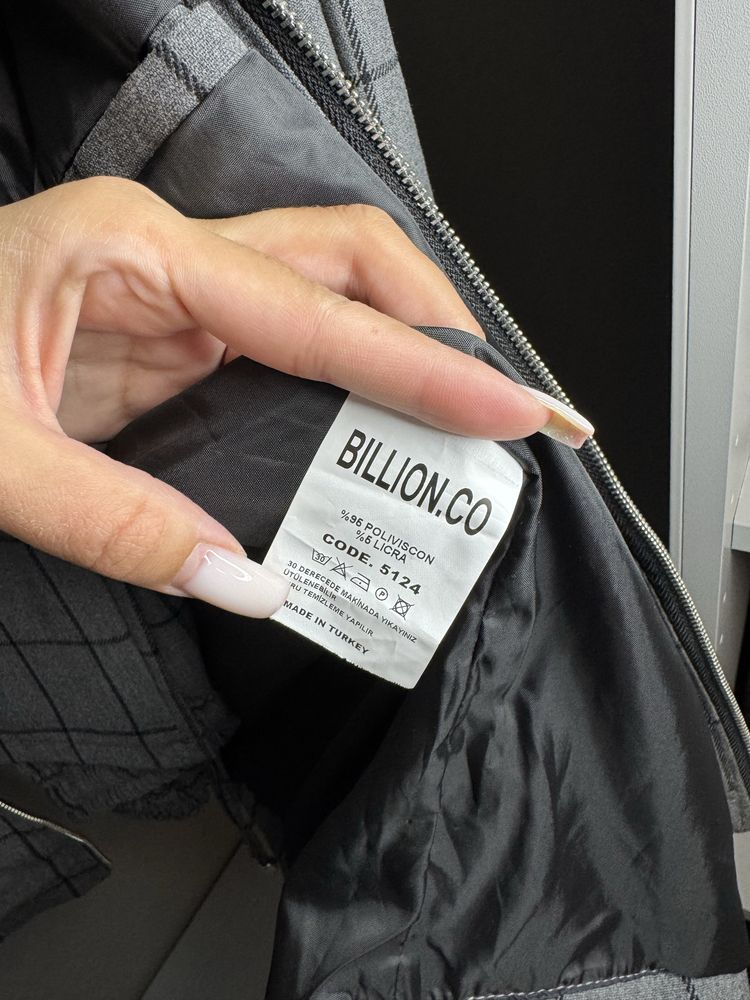 BILLION.CO
%95 POLIVISCON
%5 LICRA
CODE. 5124
30 P
30 DERECEDE MAKİNADA YIKAYINIZ
ÜTÜLENEBİLİR
TEMİZLEME YAPILIR
MADE IN TURKEY